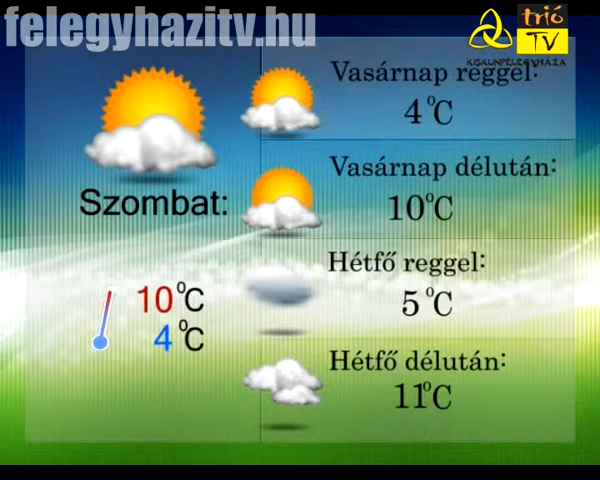 felegyhazitv.hu
trió
TV
KISKUNFÉLEGYHÁZA
Szombat:
10°C
4°C
Vasárnap reggel:
4°C
Vasárnap délután:
10°C
Hétfő reggel:
5°C
Hétfő délután:
11°C